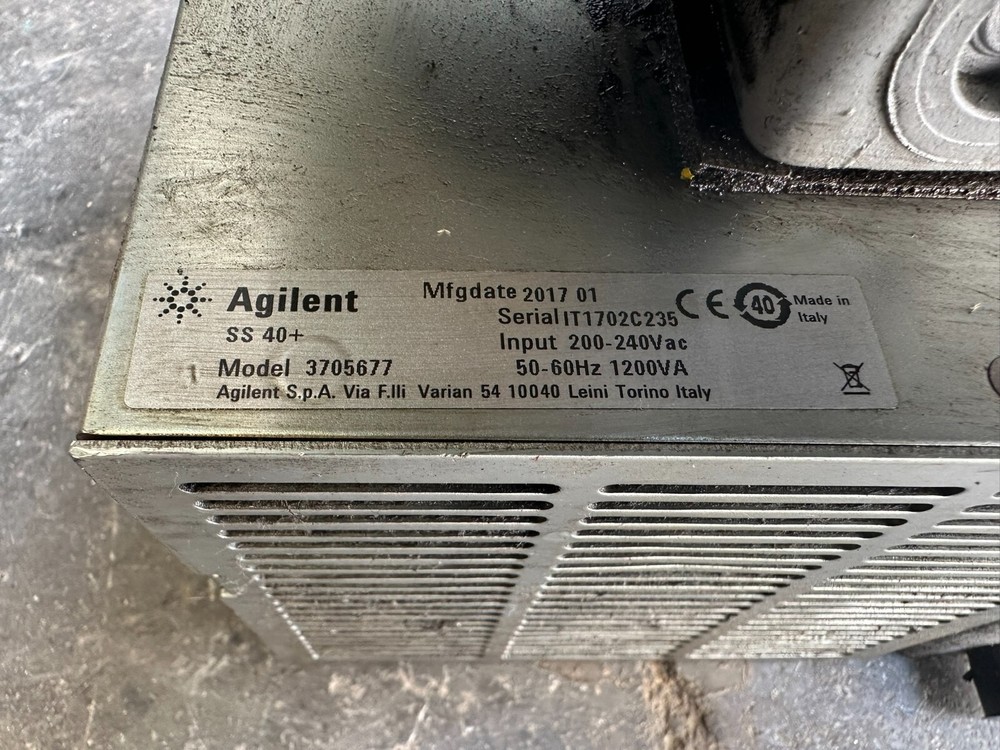 Agilent
SS 40+
Model 3705677
Mfgdate 2017 01
Serial IT1702C235
Input 200-240Vac
50-60Hz 1200VA
CE
40
Made in
Italy
Agilent S.p.A. Via F.lli Varian 54 10040 Leini Torino Italy